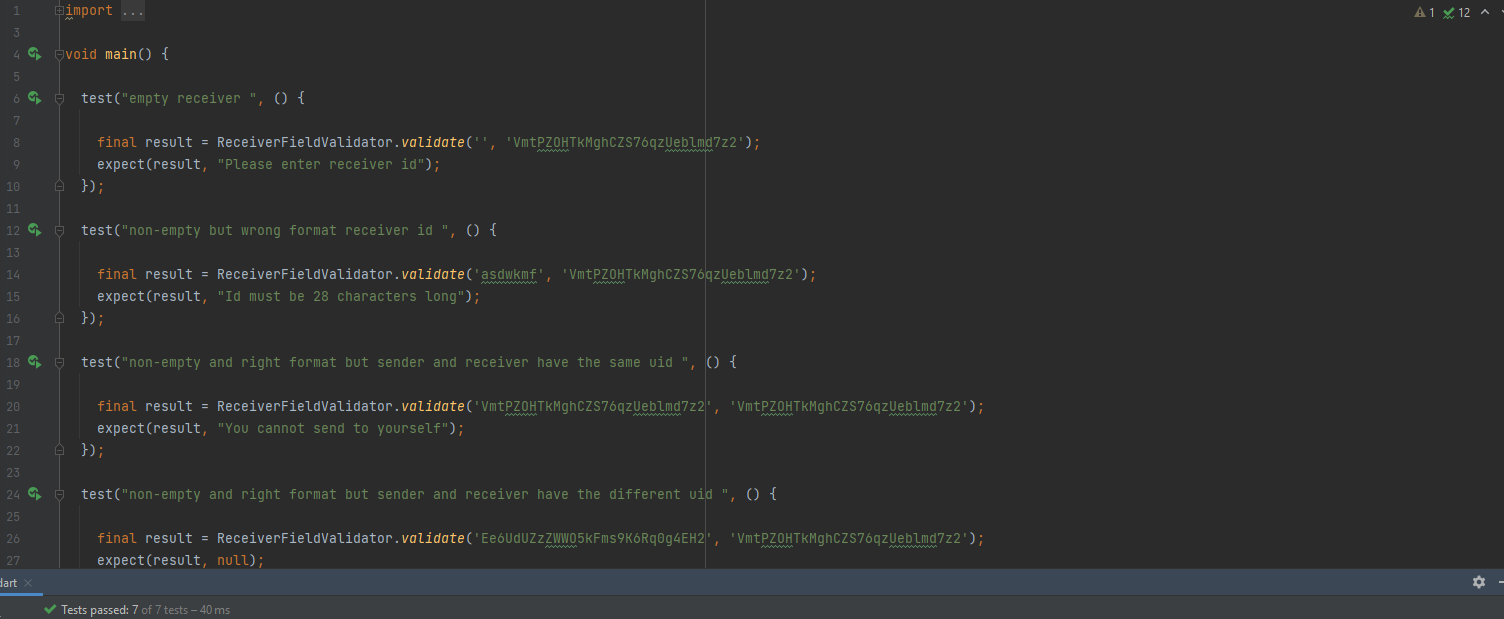 1 import ...
3
4 void main() {
5
6 test("empty receiver ", () {
7
8 final result = ReceiverFieldValidator.validate('', 'VmtPZOHTkMghCZS76qzUeblmd7z2');
9 expect(result, "Please enter receiver id");
10 });
11
12 test("non-empty but wrong format receiver id ", () {
13
14 final result = ReceiverFieldValidator.validate('asdwkmf', 'VmtPZOHTkMghCZS76qzUeblmd7z2');
15 expect(result, "Id must be 28 characters long");
16 });
17
18 test("non-empty and right format but sender and receiver have the same uid ", () {
19
20 final result = ReceiverFieldValidator.validate('VmtPZOHTkMghCZS76qzUeblmd7z2', 'VmtPZOHTkMghCZS76qzUeblmd7z2');
21 expect(result, "You cannot send to yourself");
22 });
23
24 test("non-empty and right format but sender and receiver have the different uid ", () {
25
26 final result = ReceiverFieldValidator.validate('Ee6UdUZzZWWO5kFms9K6Rq0g4EH2', 'VmtPZOHTkMghCZS76qzUeblmd7z2');
27 expect(result, null);
1 12
dart
Tests passed: 7 of 7 tests – 40 ms